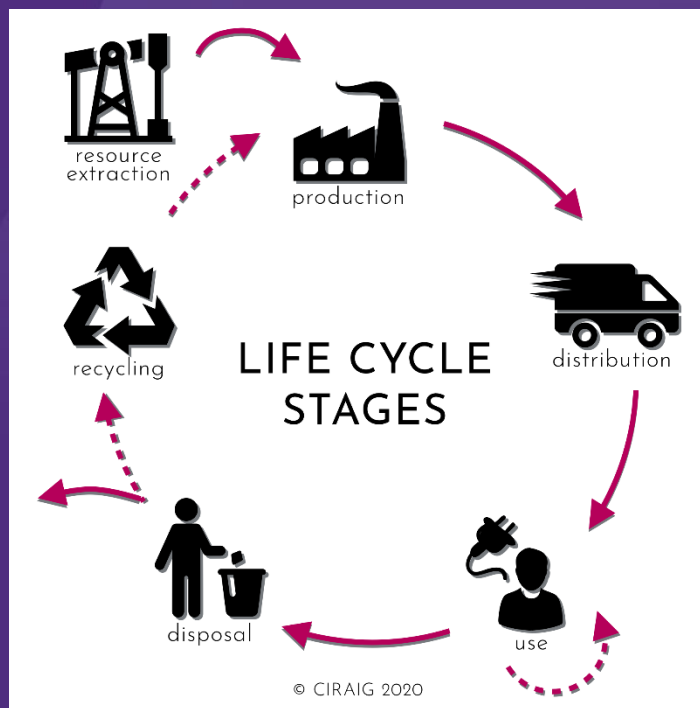 resource
extraction
production
recycling
LIFE CYCLE
STAGES
distribution
disposal
use
© CIRAIG 2020